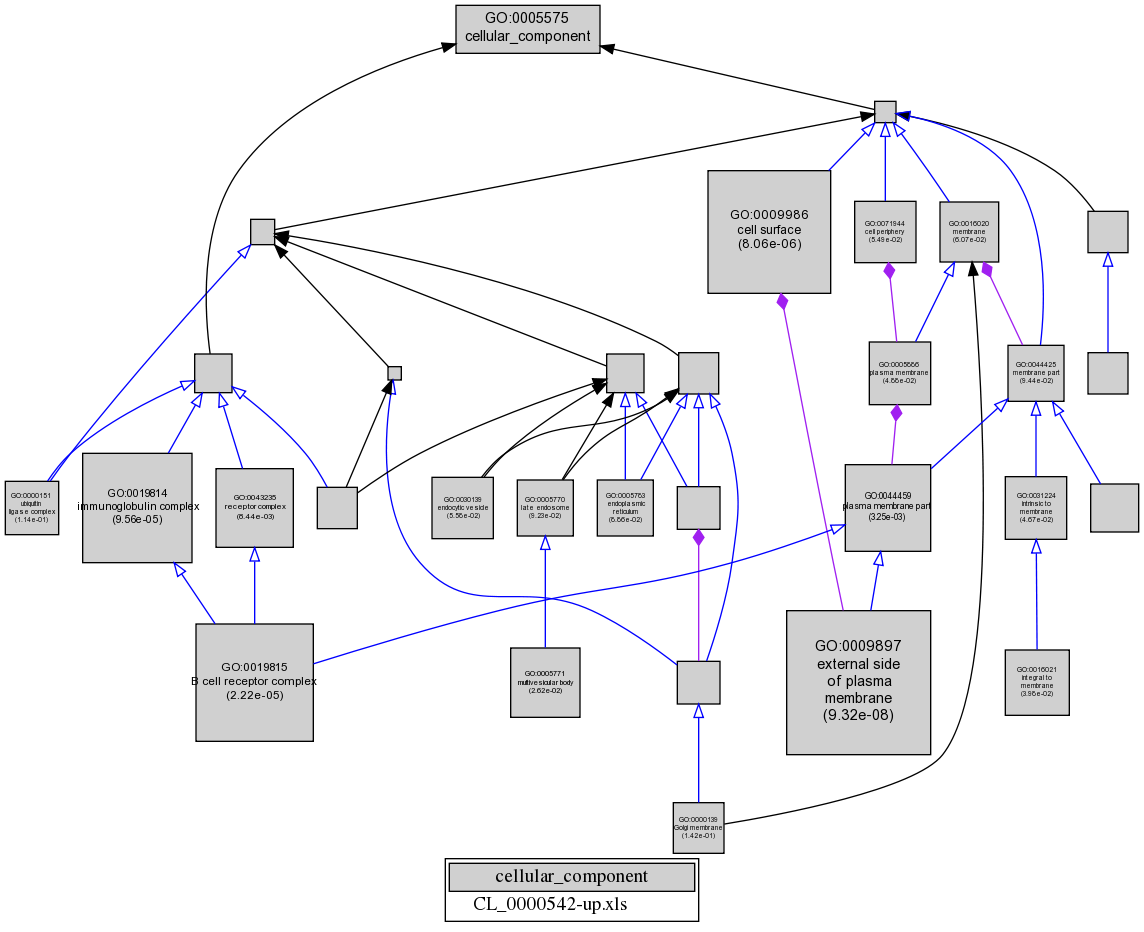 GO:0005575
cellular_component
GO:0009986
cell surface
(8.06e-06)
GO:0071944
cell periphery
(5.49e-02)
GO:0016020
membrane
(6.07e-02)
GO:0005886
plasma membrane
(4.66e-02)
GO:0044425
membrane part
(9.44e-02)
GO:0000151
ubiquitin
ligase complex
(1.14e-01)
GO:0019814
immunoglobulin complex
(9.56e-05)
GO:0043235
receptor complex
(6.44e-03)
GO:0030139
endocytic vesicle
(5.56e-02)
GO:0005770
late endosome
(9.23e-02)
GO:0005783
endoplasmic
reticulum
(6.66e-02)
GO:0044459
plasma membrane part
(3.25e-03)
GO:0031224
intrinsic to
membrane
(4.67e-02)
GO:0019815
B cell receptor complex
(2.22e-05)
GO:0005771
multivesicular body
(2.62e-02)
GO:0009897
external side
of plasma
membrane
(9.32e-08)
GO:0016021
integral to
membrane
(3.98e-02)
GO:0000139
Golgi membrane
(1.42e-01)
cellular_component
CL_0000542-up.xls